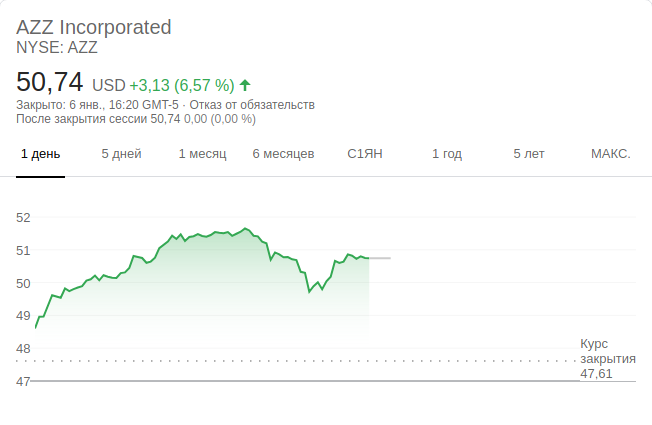 AZZ Incorporated
NYSE: AZZ
50,74 USD +3,13 (6,57 %)
Закрыто: 6 янв., 16:20 GMT-5 · Отказ от обязательств
После закрытия сессии 50,74 0,00 (0,00 %)
1 день 5 дней 1 месяц 6 месяцев С1ЯН 1 год 5 лет МАКС.
52
51
50
49
48
47
Курс
закрытия
47,61